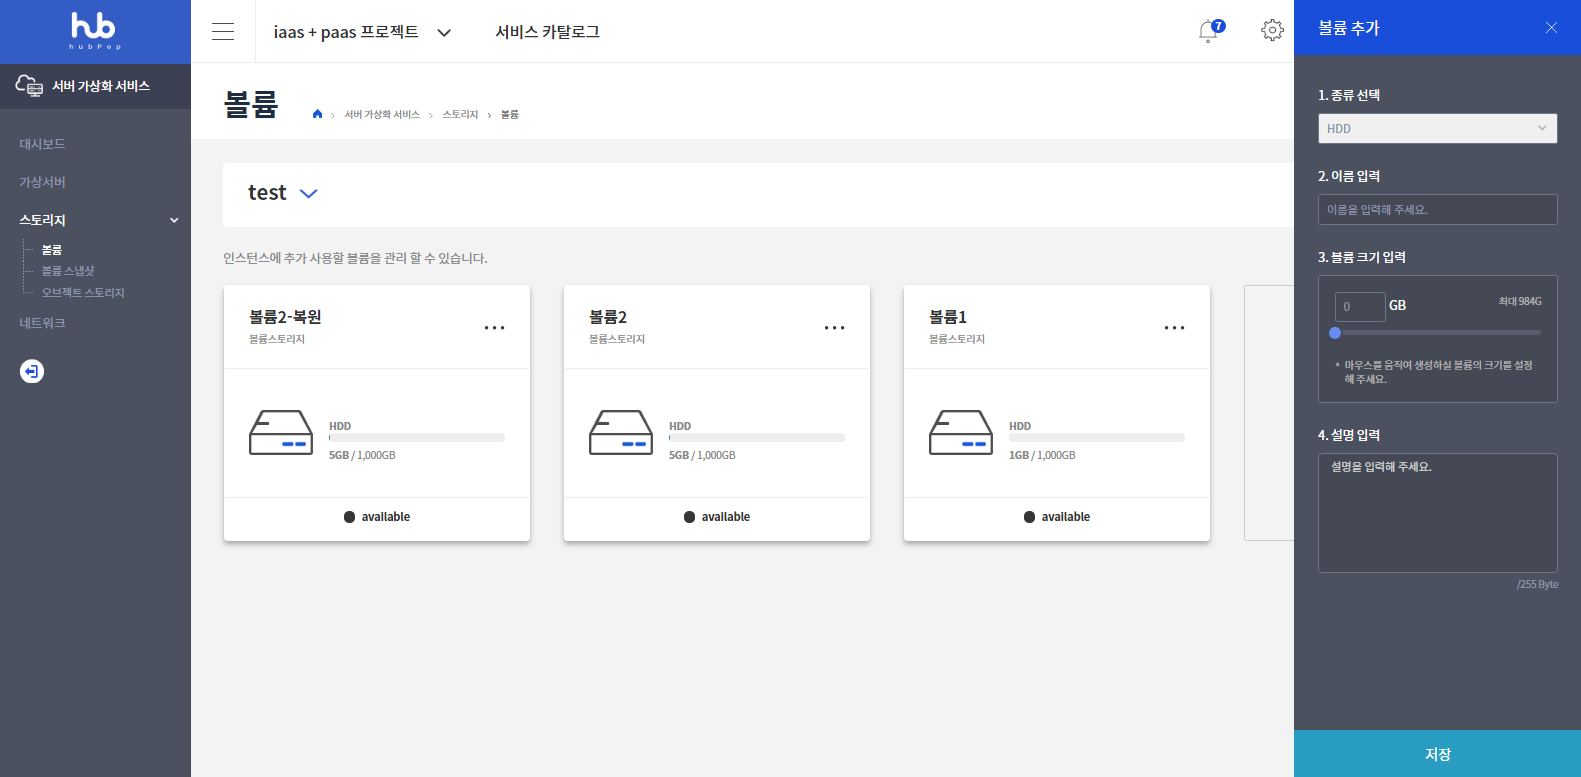 hub
hubPop
서버 가상화 서비스
대시보드
가상서버
스토리지
볼륨
볼륨 스냅샷
오브젝트 스토리지
네트워크
iaas + paas 프로젝트
서비스 카탈로그
7
볼륨
서버 가상화 서비스 > 스토리지 > 볼륨
test
인스턴스에 추가 사용할 볼륨을 관리 할 수 있습니다.
볼륨2-복원
볼륨스토리지
HDD
5GB / 1,000GB
available
볼륨2
볼륨스토리지
HDD
5GB / 1,000GB
available
볼륨1
볼륨스토리지
HDD
1GB / 1,000GB
available
볼륨 추가
1. 종류 선택
HDD
2. 이름 입력
이름을 입력해 주세요.
3. 볼륨 크기 입력
0 GB
최대 984G
* 마우스를 움직여 생성하실 볼륨의 크기를 설정
해 주세요.
4. 설명 입력
설명을 입력해 주세요.
/255 Byte
저장